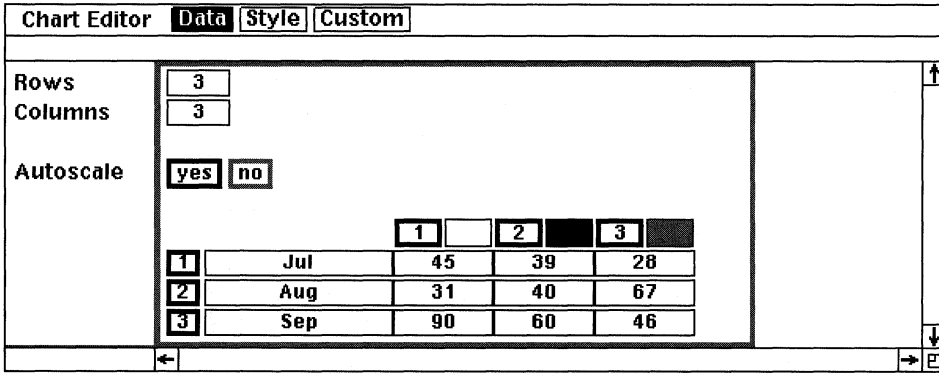 Chart Editor Data Style Custom
Rows 3
Columns 3
Autoscale yes no
1 2 3
1 Jul 45 39 28
2 Aug 31 40 67
3 Sep 90 60 46